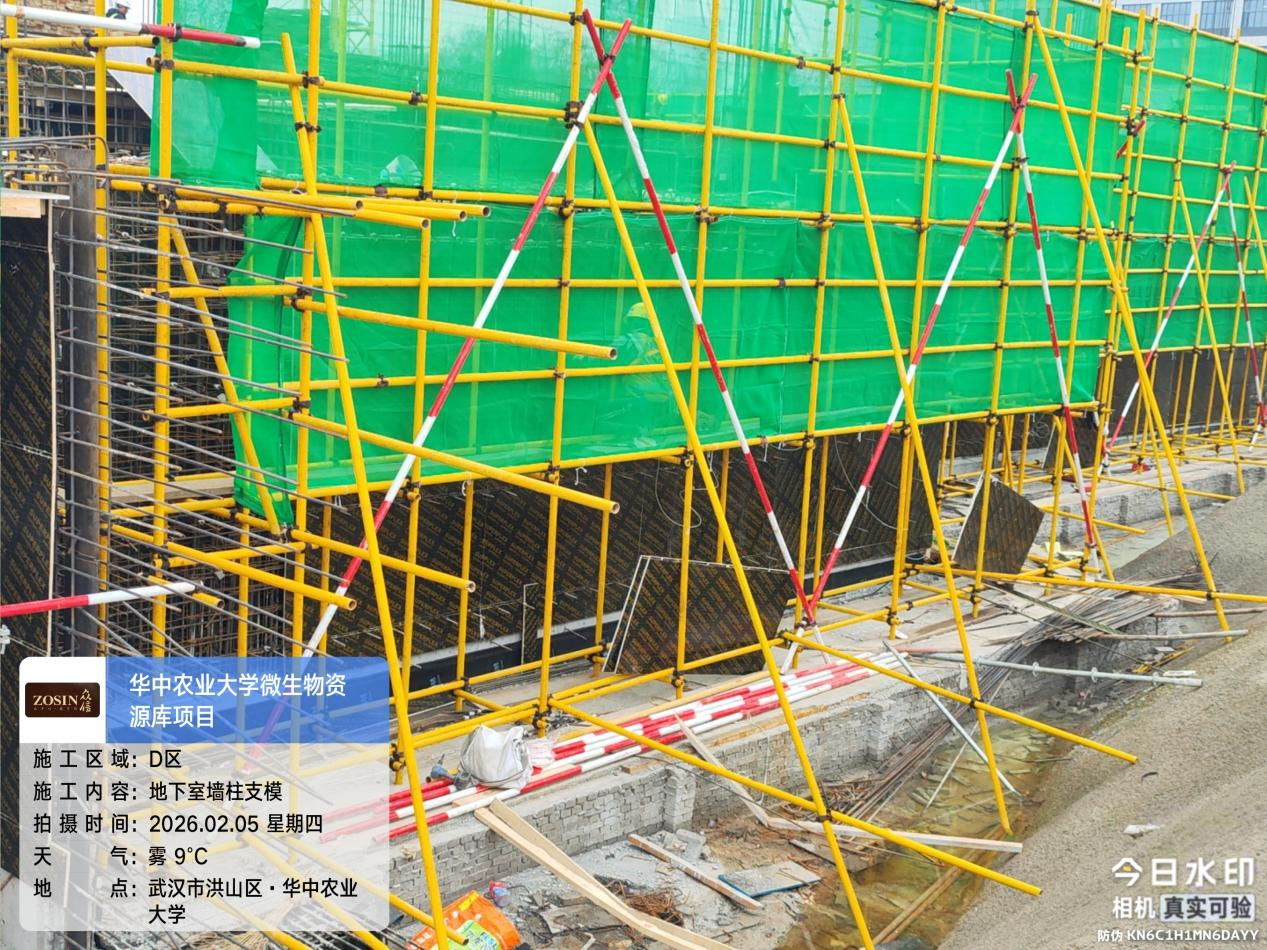 ZOSIN 众信
华中农业大学微生物资
源库项目
施工区域：D区
施工内容：地下室墙柱支模
拍摄时间：2026.02.05 星期四
天气：雾 9°C
地点：武汉市洪山区·华中农业
大学
今日水印
相机 真实可验
防伪 KN6C1H1MN6DAYY